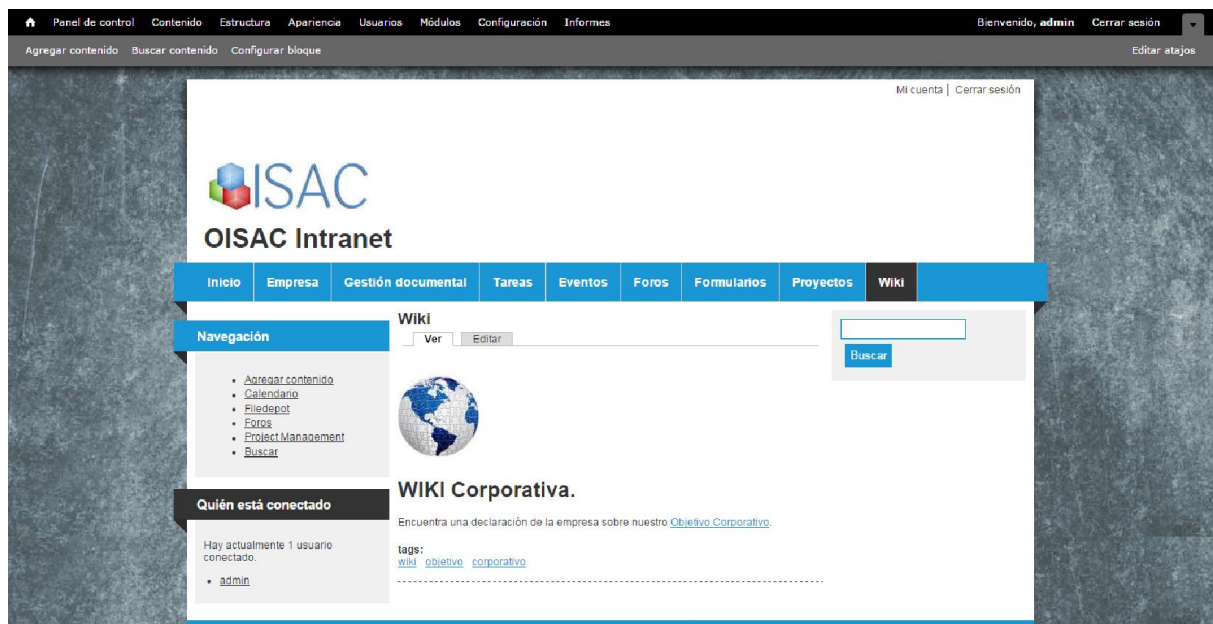 Panel de control Contenido Estructura Apariencia Usuarios Módulos Configuración Informes Bienvenido, admin Cerrar sesión
Agregar contenido Buscar contenido Configurar bloque Editar atajos
Mi cuenta | Cerrar sesión
ISAC
OISAC Intranet
Inicio Empresa Gestión documental Tareas Eventos Foros Formularios Proyectos Wiki
Navegación
Agregar contenido
Calendario
Filedepot
Foros
Project Management
Buscar
Quién está conectado
Hay actualmente 1 usuario
conectado.
admin
Wiki
Ver Editar
WIKI Corporativa.
Encuentra una declaración de la empresa sobre nuestro Objetivo Corporativo.
tags:
wiki objetivo corporativo
Buscar